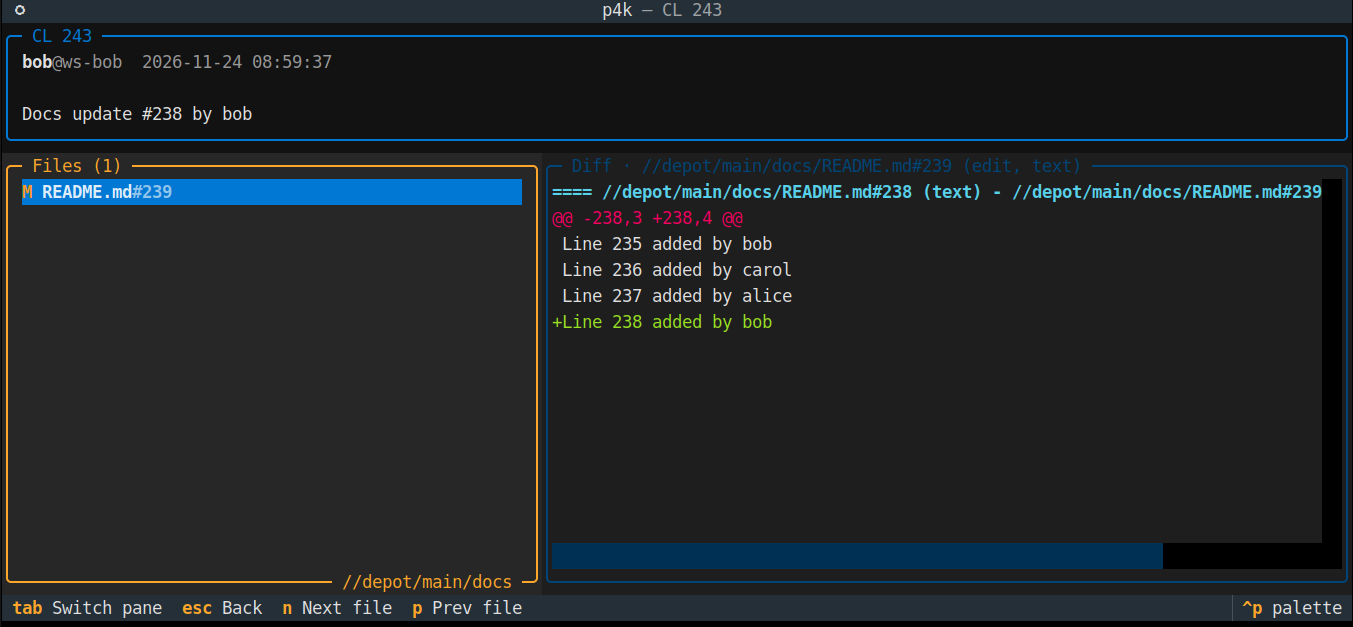 p4k — CL 243
CL 243
bob@ws-bob  2026-11-24 08:59:37
Docs update #238 by bob
Files (1)
M README.md#239
//depot/main/docs
Diff · //depot/main/docs/README.md#239 (edit, text)
==== //depot/main/docs/README.md#238 (text) - //depot/main/docs/README.md#239
@@ -238,3 +238,4 @@
 Line 235 added by bob
 Line 236 added by carol
 Line 237 added by alice
+Line 238 added by bob
tab Switch pane  esc Back  n Next file  p Prev file  ^p palette